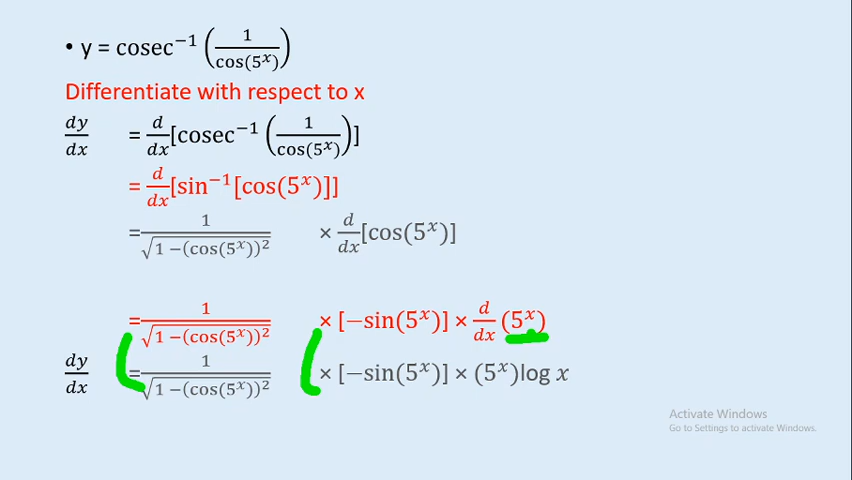 • y = cosec⁻¹ (1/cos(5ˣ))
Differentiate with respect to x
dy/dx = d/dx[cosec⁻¹ (1/cos(5ˣ))]
= d/dx[sin⁻¹[cos(5ˣ)]]
= 1/√(1 −(cos(5ˣ))²) × d/dx[cos(5ˣ)]
= 1/√(1 −(cos(5ˣ))²) × [−sin(5ˣ)] × d/dx (5ˣ)
dy/dx = 1/√(1 −(cos(5ˣ))²) × [−sin(5ˣ)] × (5ˣ)log x
Activate Windows
Go to Settings to activate Windows.